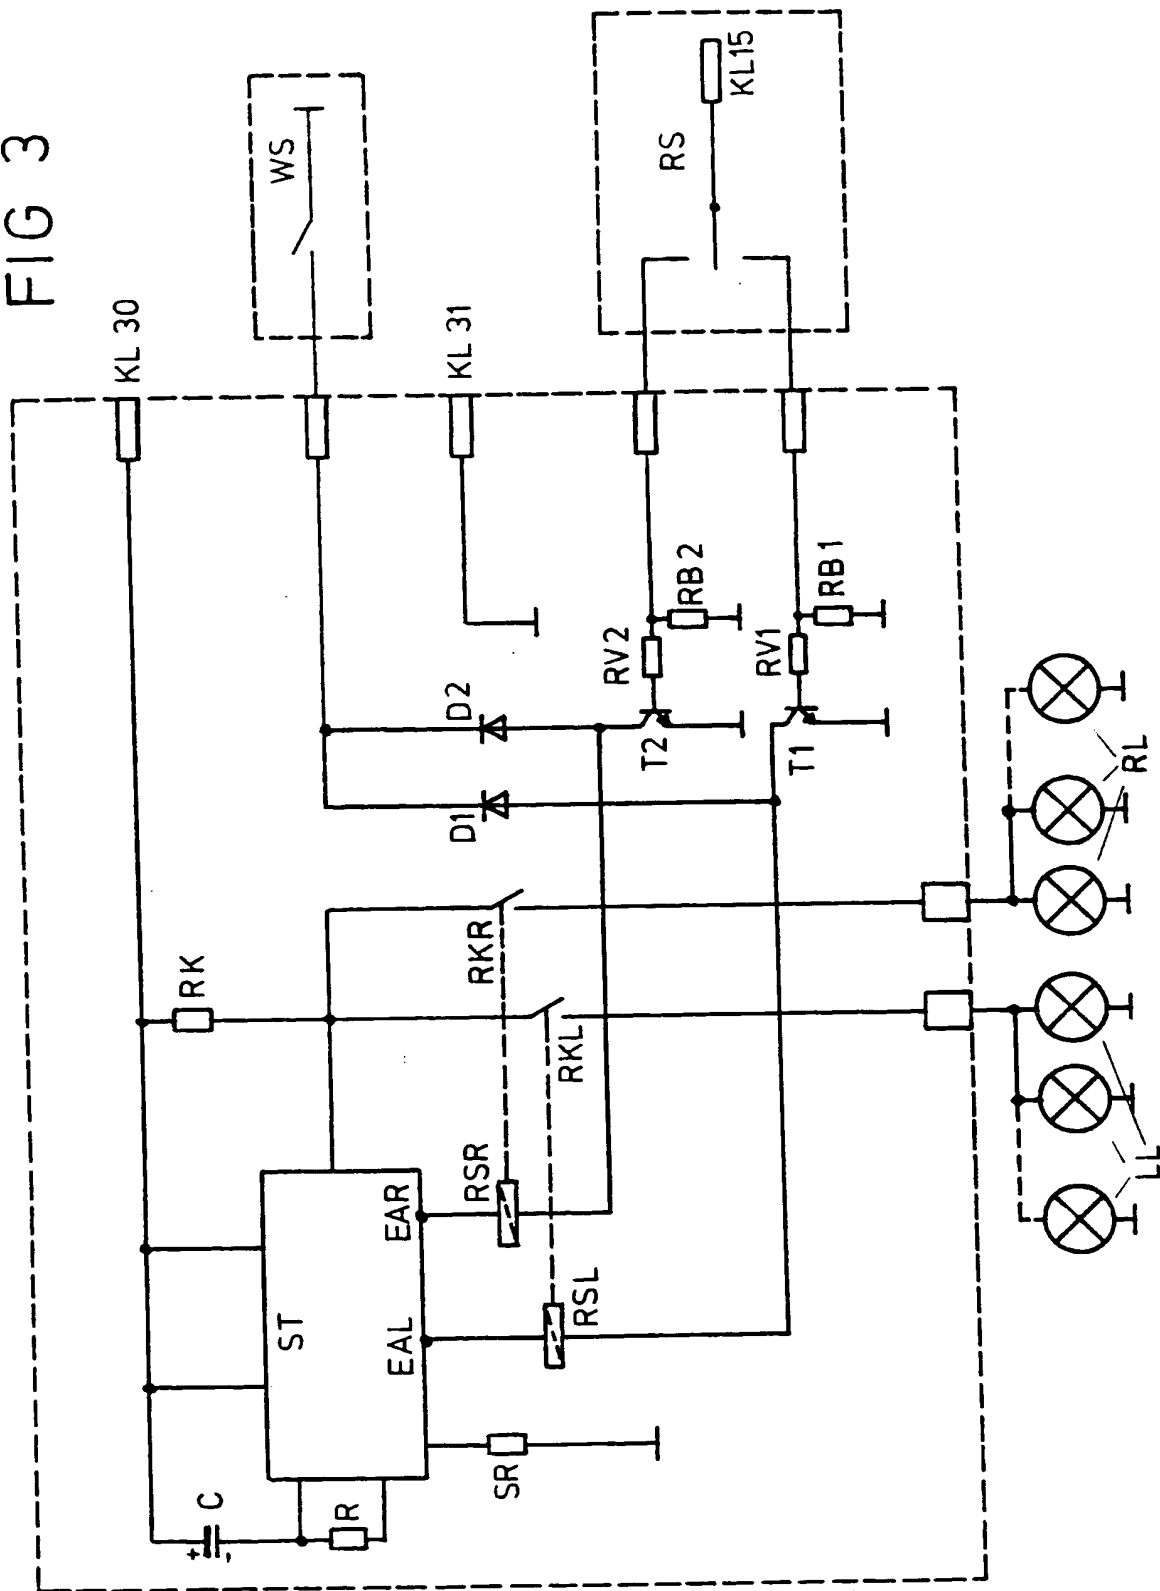 FIG 3
KL 30
WS
KL 31
RS
KL15
RK
D2
D1
RV2
RB2
T2
RV1
RB1
T1
RKR
RKL
RSR
RSL
ST
EAR
EAL
C
+
-
R
SR
RL
LL